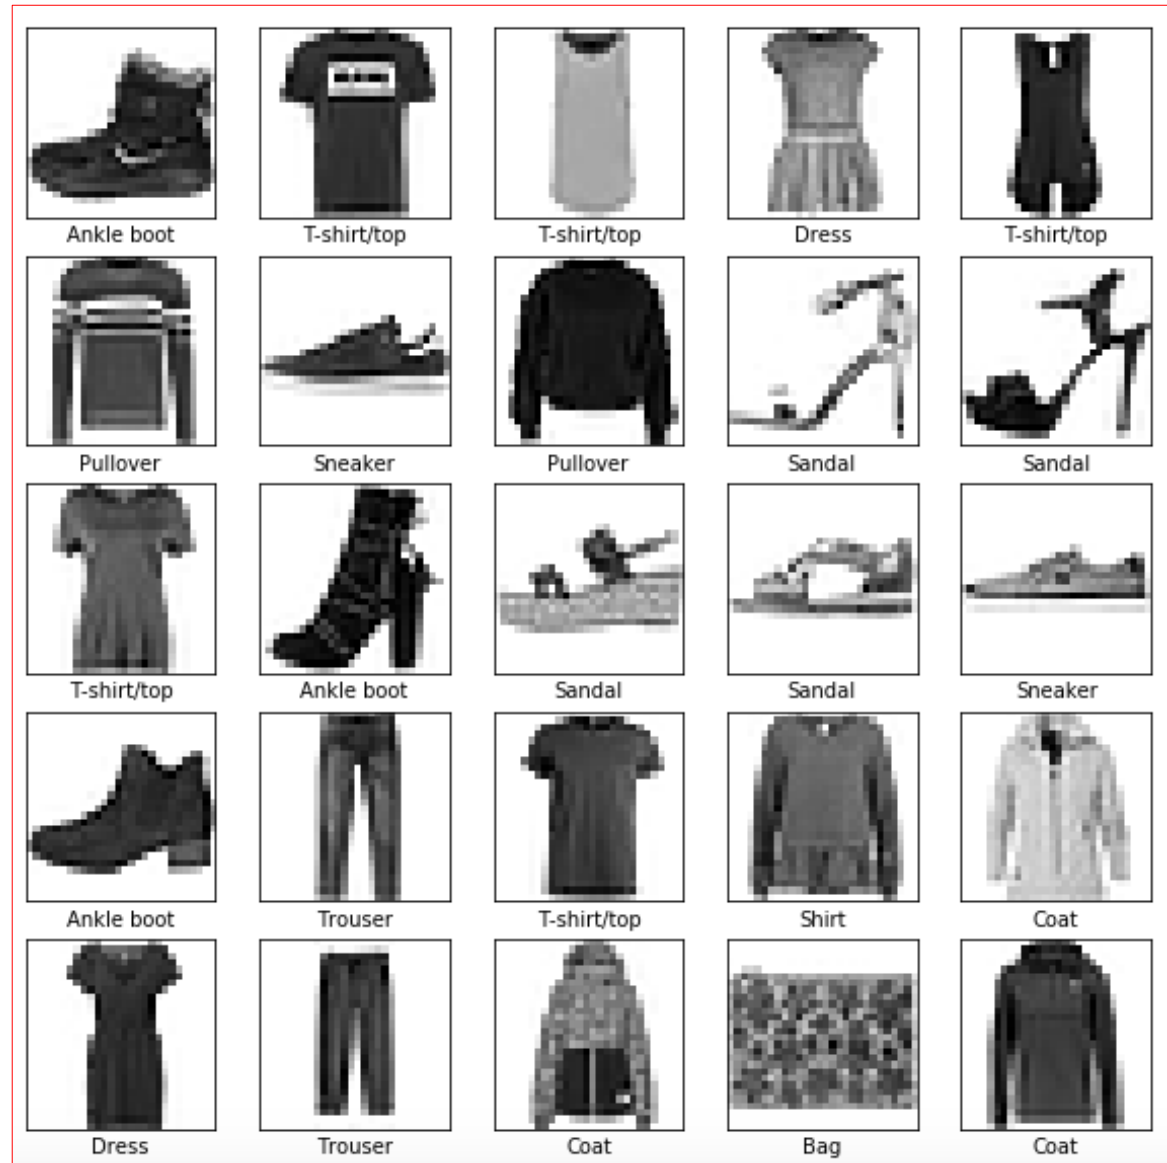 Ankle boot T-shirt/top T-shirt/top Dress T-shirt/top
Pullover Sneaker Pullover Sandal Sandal
T-shirt/top Ankle boot Sandal Sandal Sneaker
Ankle boot Trouser T-shirt/top Shirt Coat
Dress Trouser Coat Bag Coat